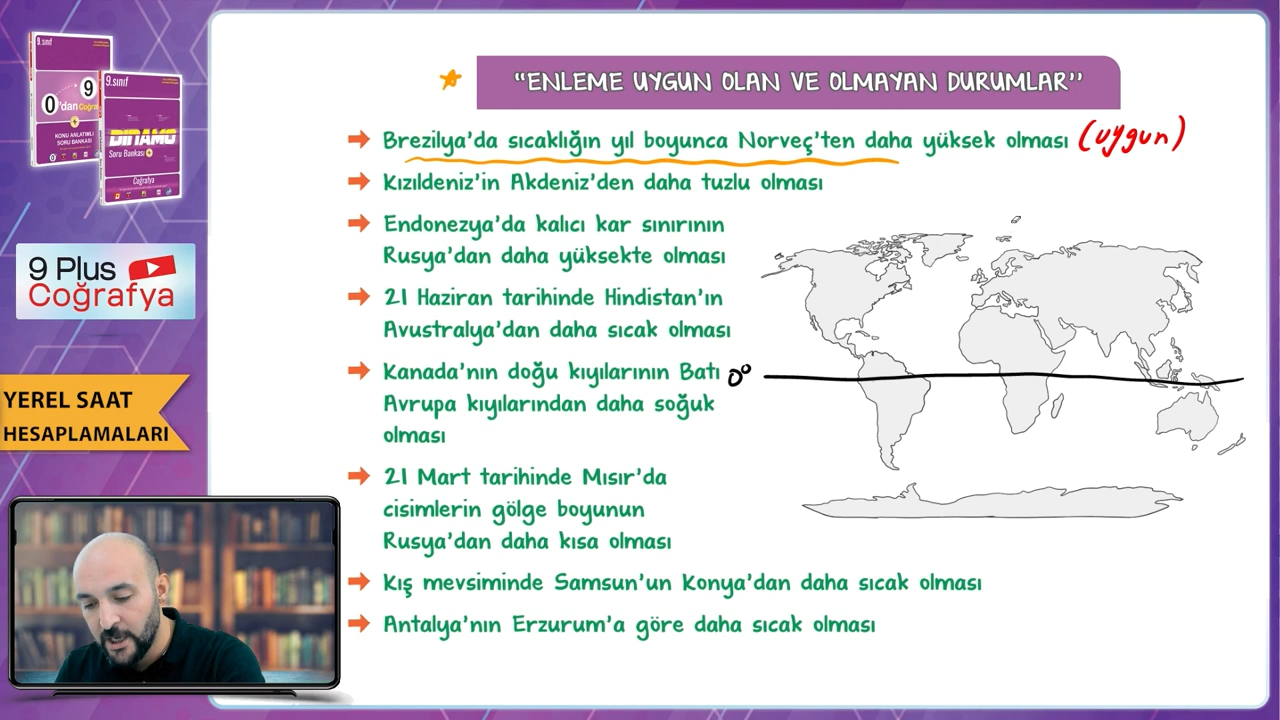 9.sınıf
0'dan 9
Coğra
KONU ANLATIMLI
SORU BANKASI
9.sınıf
DİNAMO
Soru Bankası
Coğrafya
9 Plus
Coğrafya
YEREL SAAT
HESAPLAMALARI
"ENLEME UYGUN OLAN VE OLMAYAN DURUMLAR"
Brezilya'da sıcaklığın yıl boyunca Norveç'ten daha yüksek olması (uygun)
Kızıldeniz'in Akdeniz'den daha tuzlu olması
Endonezya'da kalıcı kar sınırının
Rusya'dan daha yüksekte olması
21 Haziran tarihinde Hindistan'ın
Avustralya'dan daha sıcak olması
Kanada'nın doğu kıyılarının Batı
Avrupa kıyılarından daha soğuk
olması
0°
21 Mart tarihinde Mısır'da
cisimlerin gölge boyunun
Rusya'dan daha kısa olması
Kış mevsiminde Samsun'un Konya'dan daha sıcak olması
Antalya'nın Erzurum'a göre daha sıcak olması